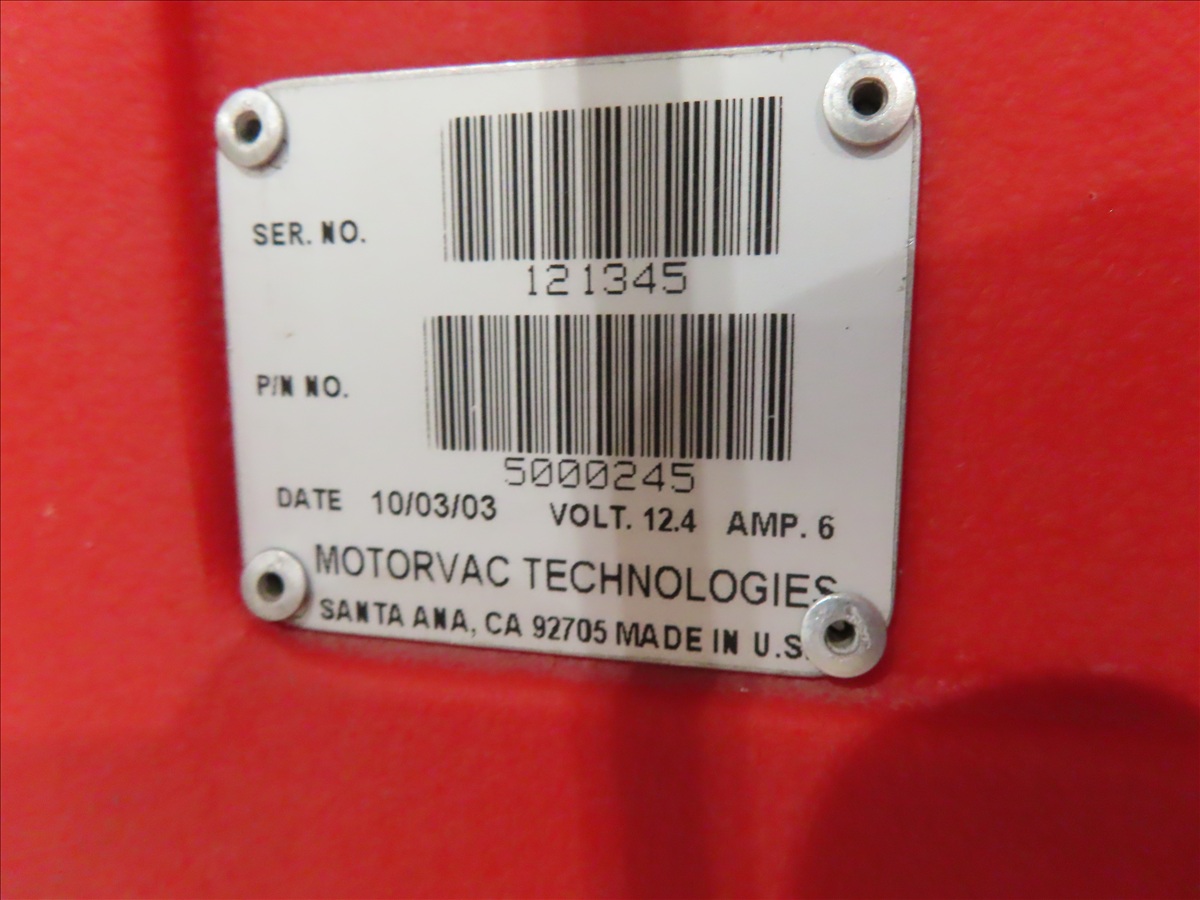 SER. NO.
121345
P/N NO.
5000245
DATE 10/03/03 VOLT. 12.4 AMP. 6
MOTORVAC TECHNOLOGIES
SANTA ANA, CA 92705 MADE IN U.S.